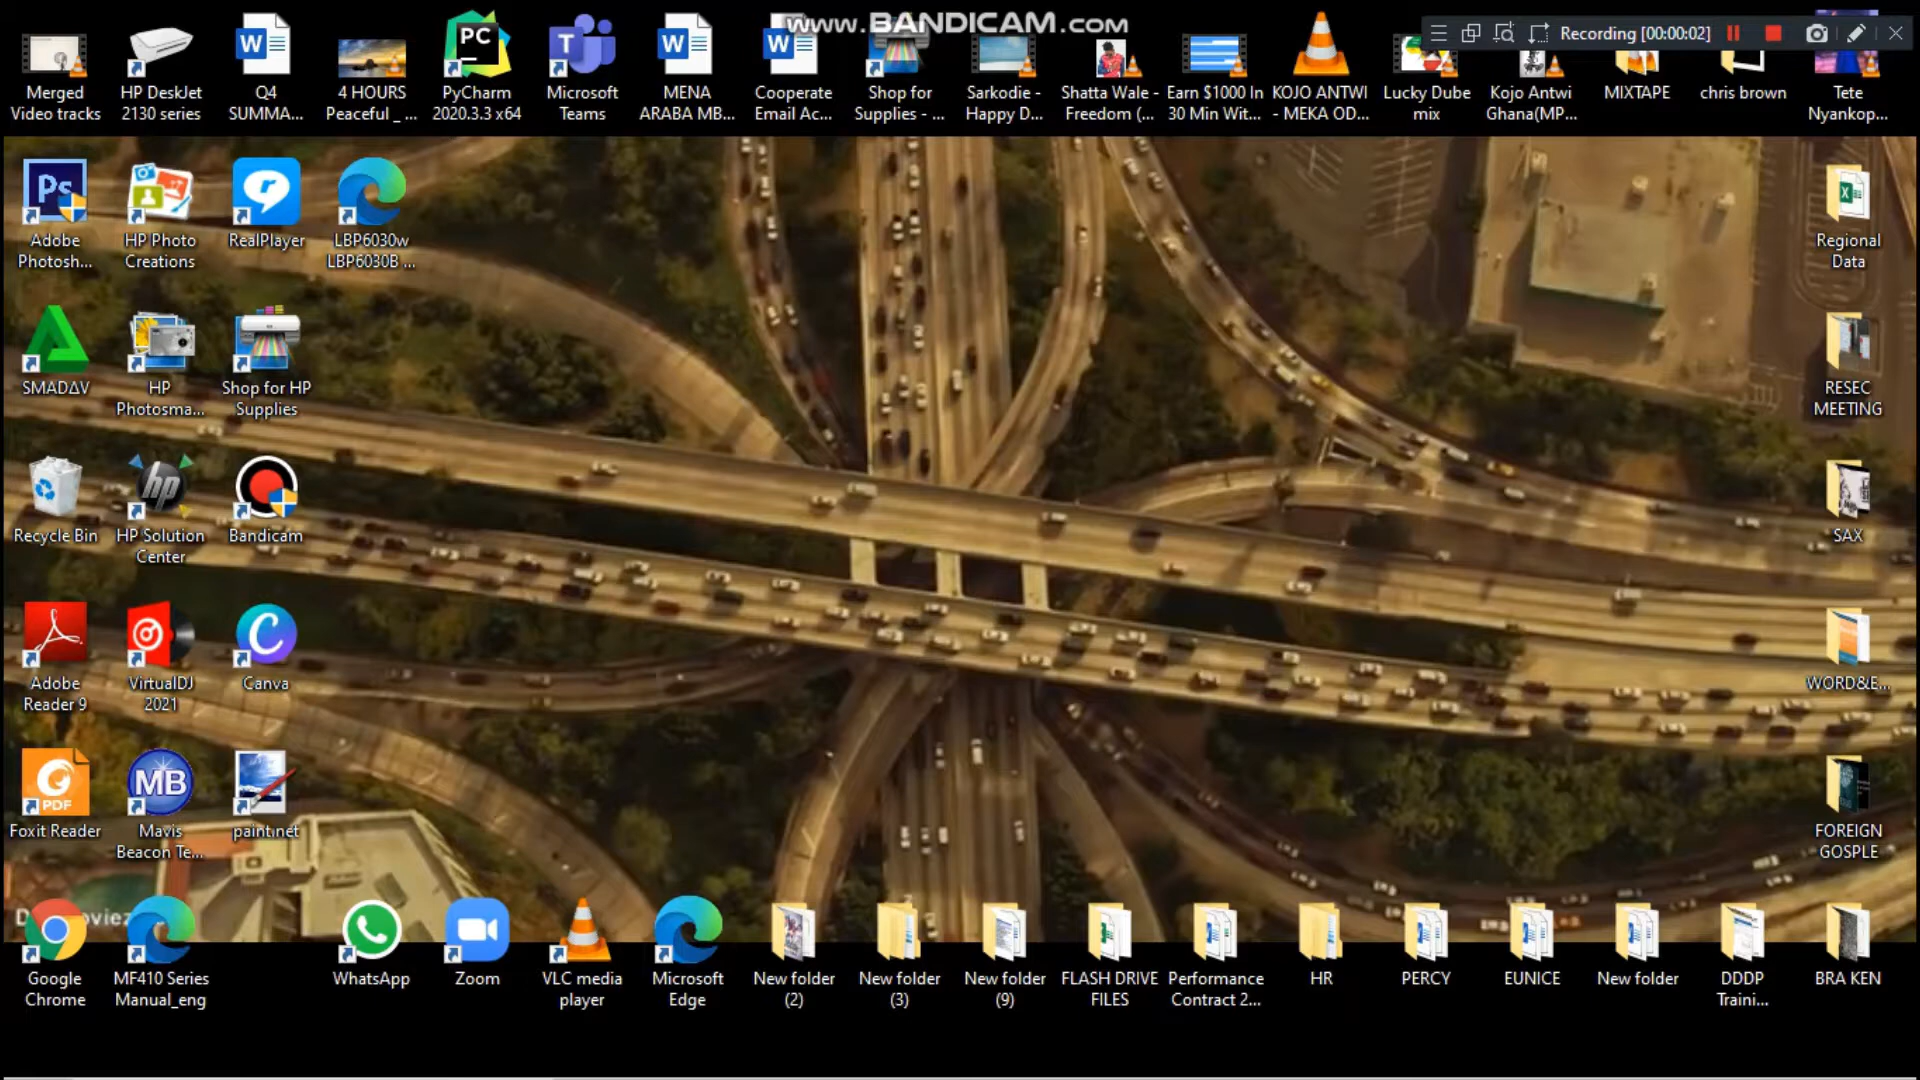 www.BANDICAM.com
Recording [00:00:02]
Merged
Video tracks
HP DeskJet
2130 series
Q4
SUMMA...
4 HOURS
Peaceful _ ...
PC
PyCharm
2020.3.3 x64
T
Microsoft
Teams
W
MENA
ARABA MB...
W
Cooperate
Email Ac...
Shop for
Supplies - ...
Sarkodie -
Happy D...
Shatta Wale -
Freedom (...
Earn $1000 In
30 Min Wit...
KOJO ANTWI
- MEKA OD...
Lucky Dube
mix
Kojo Antwi
Ghana(MP...
MIXTAPE
chris brown
Tete
Nyankop...
Ps
Adobe
Photosh...
HP Photo
Creations
RealPlayer
LBP6030w
LBP6030B ...
Regional
Data
SMADΔV
HP
Photosma...
Shop for HP
Supplies
RESEC
MEETING
Recycle Bin
hp
HP Solution
Center
Bandicam
SAX
Adobe
Reader 9
VirtualDJ
2021
C
Canva
WORD&E...
PDF
Foxit Reader
MB
Mavis
Beacon Te...
paint.net
FOREIGN
GOSPLE
Google
Chrome
MF410 Series
Manual_eng
WhatsApp
Zoom
VLC media
player
Microsoft
Edge
New folder
(2)
New folder
(3)
New folder
(9)
FLASH DRIVE
FILES
Performance
Contract 2...
HR
PERCY
EUNICE
New folder
DDDP
Traini...
BRA KEN